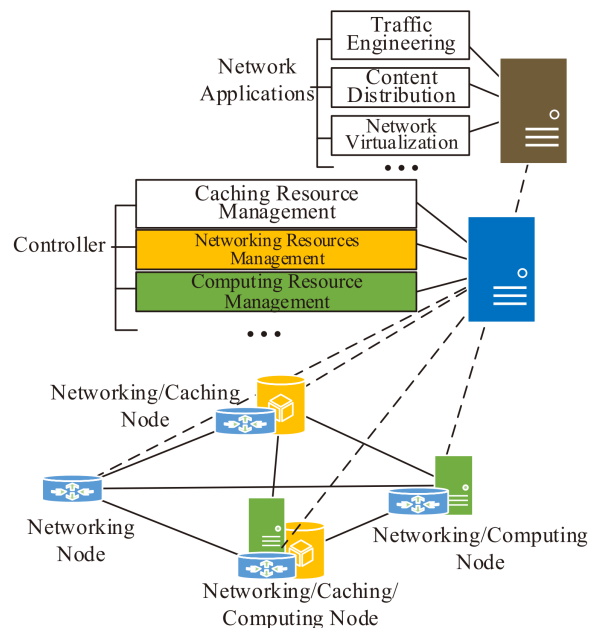 Traffic
Engineering
Network
Applications
Content
Distribution
Network
Virtualization
• • •
Caching Resource
Management
Controller
Networking Resources
Management
Computing Resource
Management
• • •
Networking/Caching
Node
Networking
Node
Networking/Computing
Node
Networking/Caching/
Computing Node